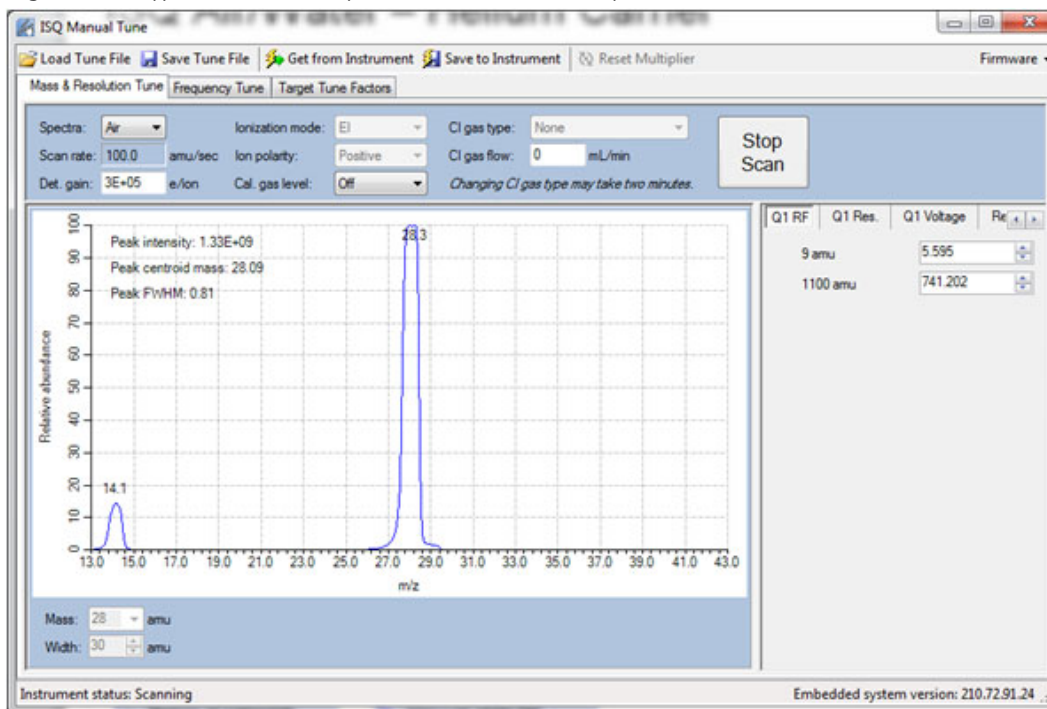 ISQ Air/Water – Helium Carrier
ISQ Manual Tune
Load Tune File Save Tune File Get from Instrument Save to Instrument Reset Multiplier Firmware
Mass & Resolution Tune Frequency Tune Target Tune Factors
Spectra: Air Ionization mode: EI CI gas type: None
Scan rate: 100.0 amu/sec Ion polarity: Positive CI gas flow: 0 mL/min
Det. gain: 3E+05 e/ion Cal. gas level: Off Changing CI gas type may take two minutes.
Stop
Scan
Peak intensity: 1.33E+09
Peak centroid mass: 28.09
Peak FWHM: 0.81
28.3
14.1
Relative abundance
100
90
80
70
60
50
40
30
20
10
0
13.0 15.0 17.0 19.0 21.0 23.0 25.0 27.0 29.0 31.0 33.0 35.0 37.0 39.0 41.0 43.0
m/z
Q1 RF Q1 Res. Q1 Voltage Re
9 amu 5.595
1100 amu 741.202
Mass: 28 amu
Width: 30 amu
Instrument status: Scanning Embedded system version: 210.72.91.24